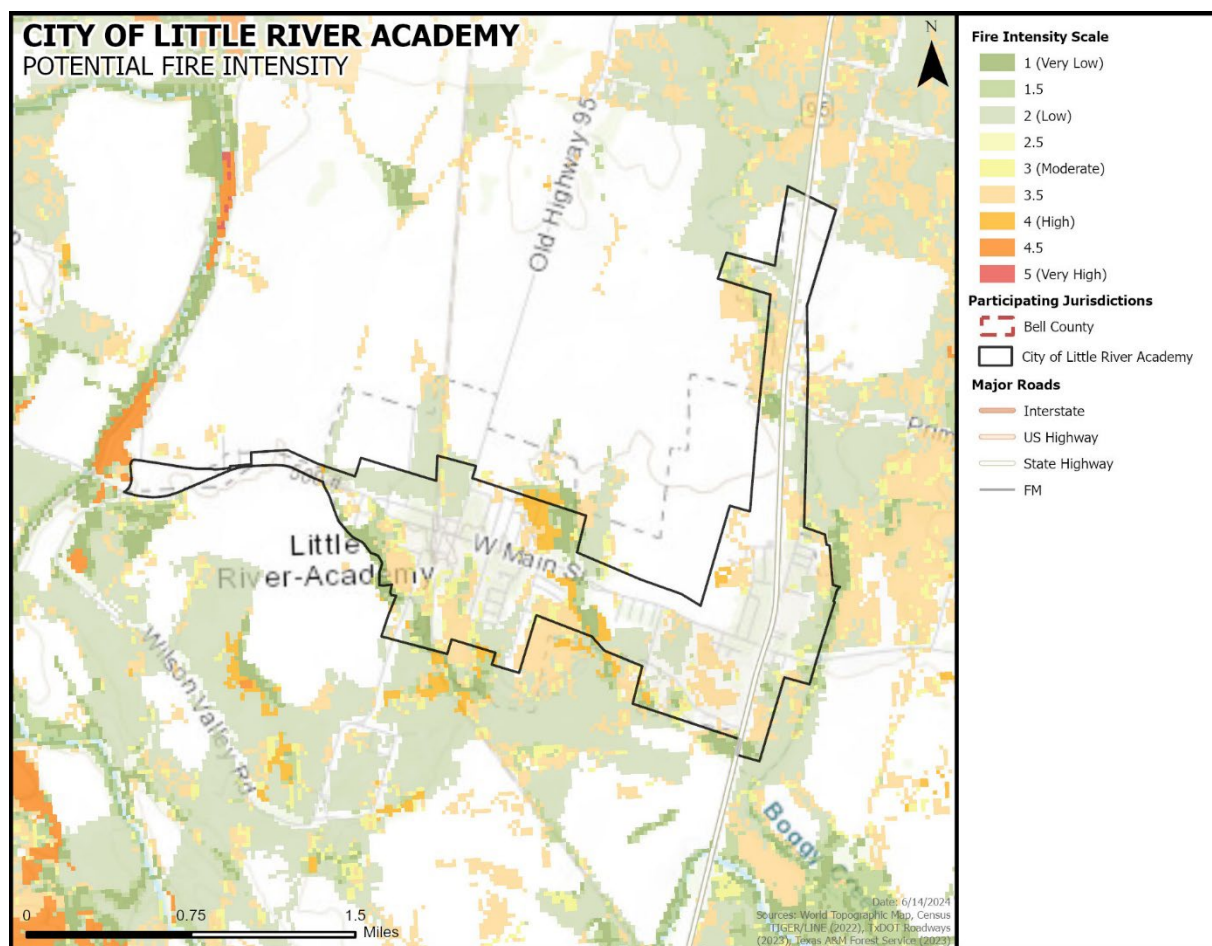 CITY OF LITTLE RIVER ACADEMY
POTENTIAL FIRE INTENSITY
N
95
Old Highway 95
Prim
500 ft
Little
River-Academy
W Main St
Wilson Valley Rd
Boggy
0
0.75
1.5
Miles
Date: 6/14/2024
Sources: World Topographic Map, Census
TIGER/LINE (2022), TxDOT Roadways
(2023), Texas A&M Forest Service (2023)
Fire Intensity Scale
1 (Very Low)
1.5
2 (Low)
2.5
3 (Moderate)
3.5
4 (High)
4.5
5 (Very High)
Participating Jurisdictions
Bell County
City of Little River Academy
Major Roads
Interstate
US Highway
State Highway
FM